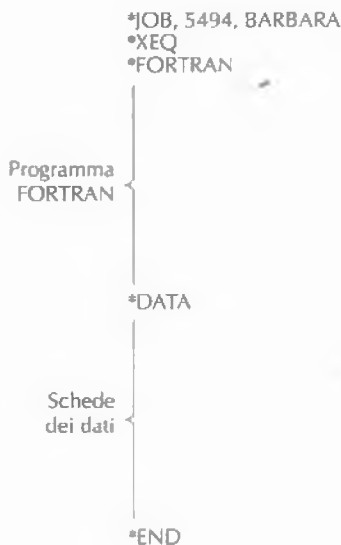 *JOB, 5494, BARBARA
*XEQ
*FORTRAN
Programma
FORTRAN
*DATA
Schede
dei dati
*END